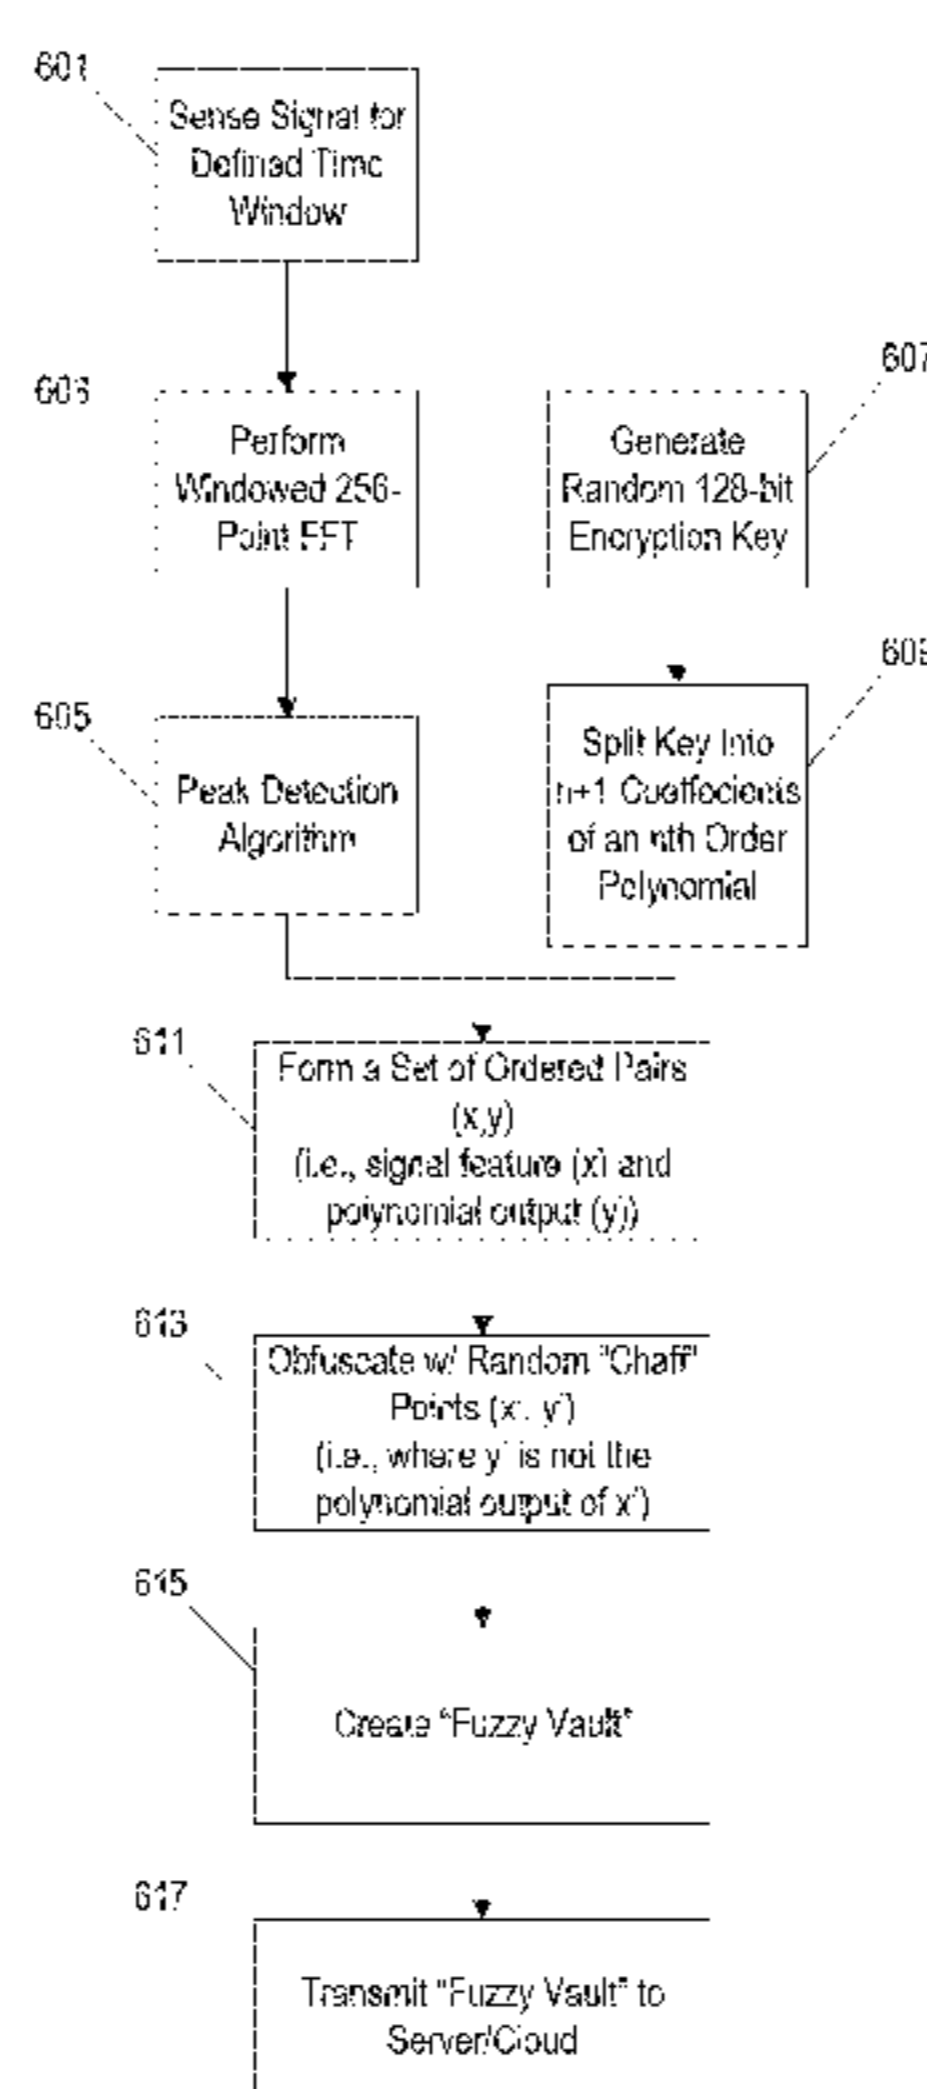 601
Sense Signal for
Defined Time
Window
603
Perform
Windowed 256-
Point FFT
607
Generate
Random 128-bit
Encryption Key
605
Peak Detection
Algorithm
609
Split Key Into
n+1 Coeffecients
of an nth Order
Polynomial
611
Form a Set of Ordered Pairs
(x,y)
(i.e., signal feature (x) and
polynomial output (y))
613
Obfuscate w/ Random "Chaff"
Points (x', y')
(i.e., where y' is not the
polynomial output of x')
615
Create "Fuzzy Vault"
617
Transmit "Fuzzy Vault" to
Server/Cloud